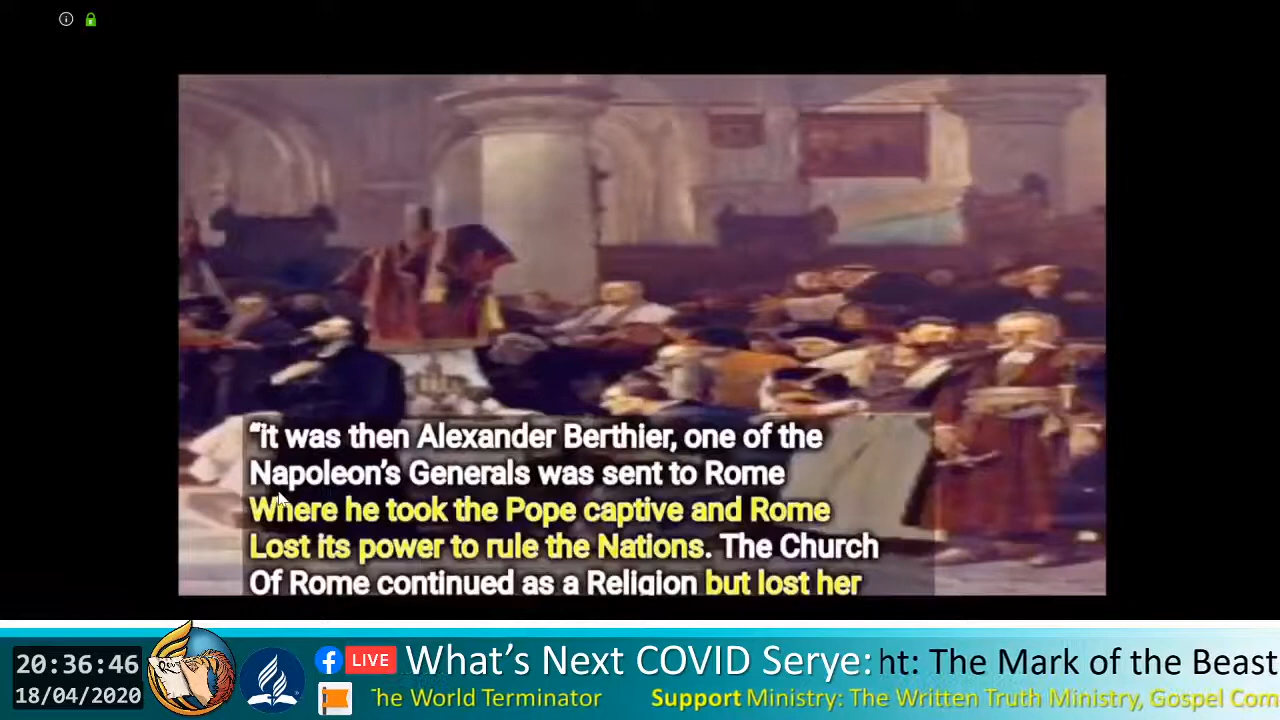 “it was then Alexander Berthier, one of the
Napoleon’s Generals was sent to Rome
Where he took the Pope captive and Rome
Lost its power to rule the Nations. The Church
Of Rome continued as a Religion but lost her
20:36:46
18/04/2020
LIVE
What’s Next COVID Serye: ht: The Mark of the Beast
The World Terminator Support Ministry: The Written Truth Ministry, Gospel Com